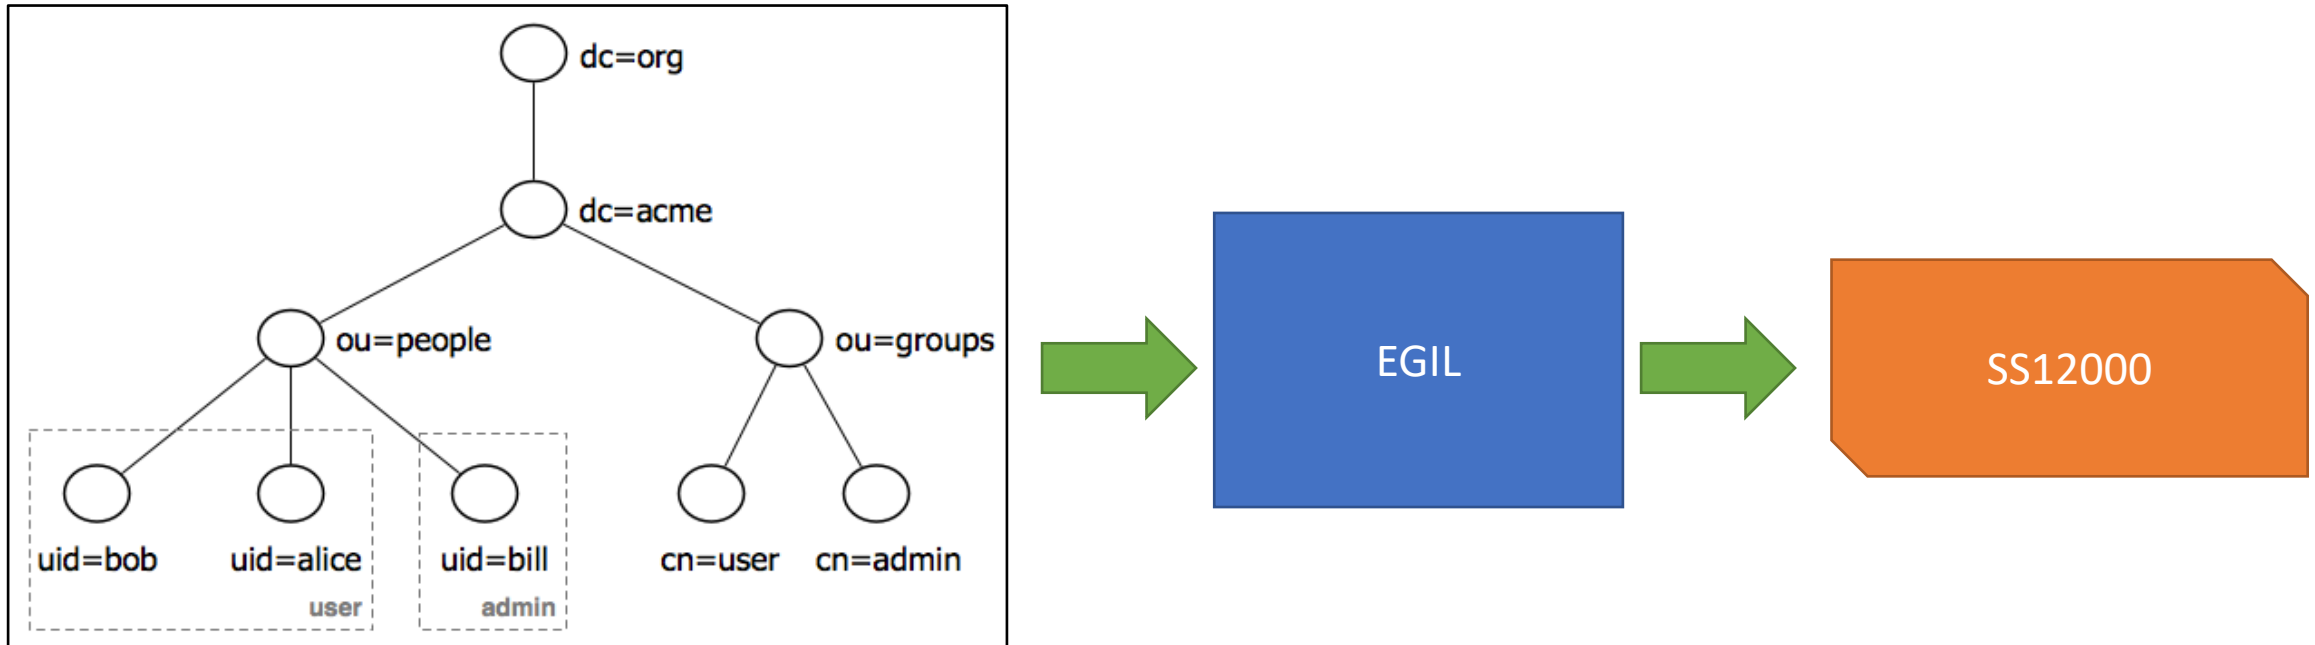 dc=org
dc=acme
ou=people
ou=groups
uid=bob
uid=alice
uid=bill
cn=user
cn=admin
user
admin
EGIL
SS12000